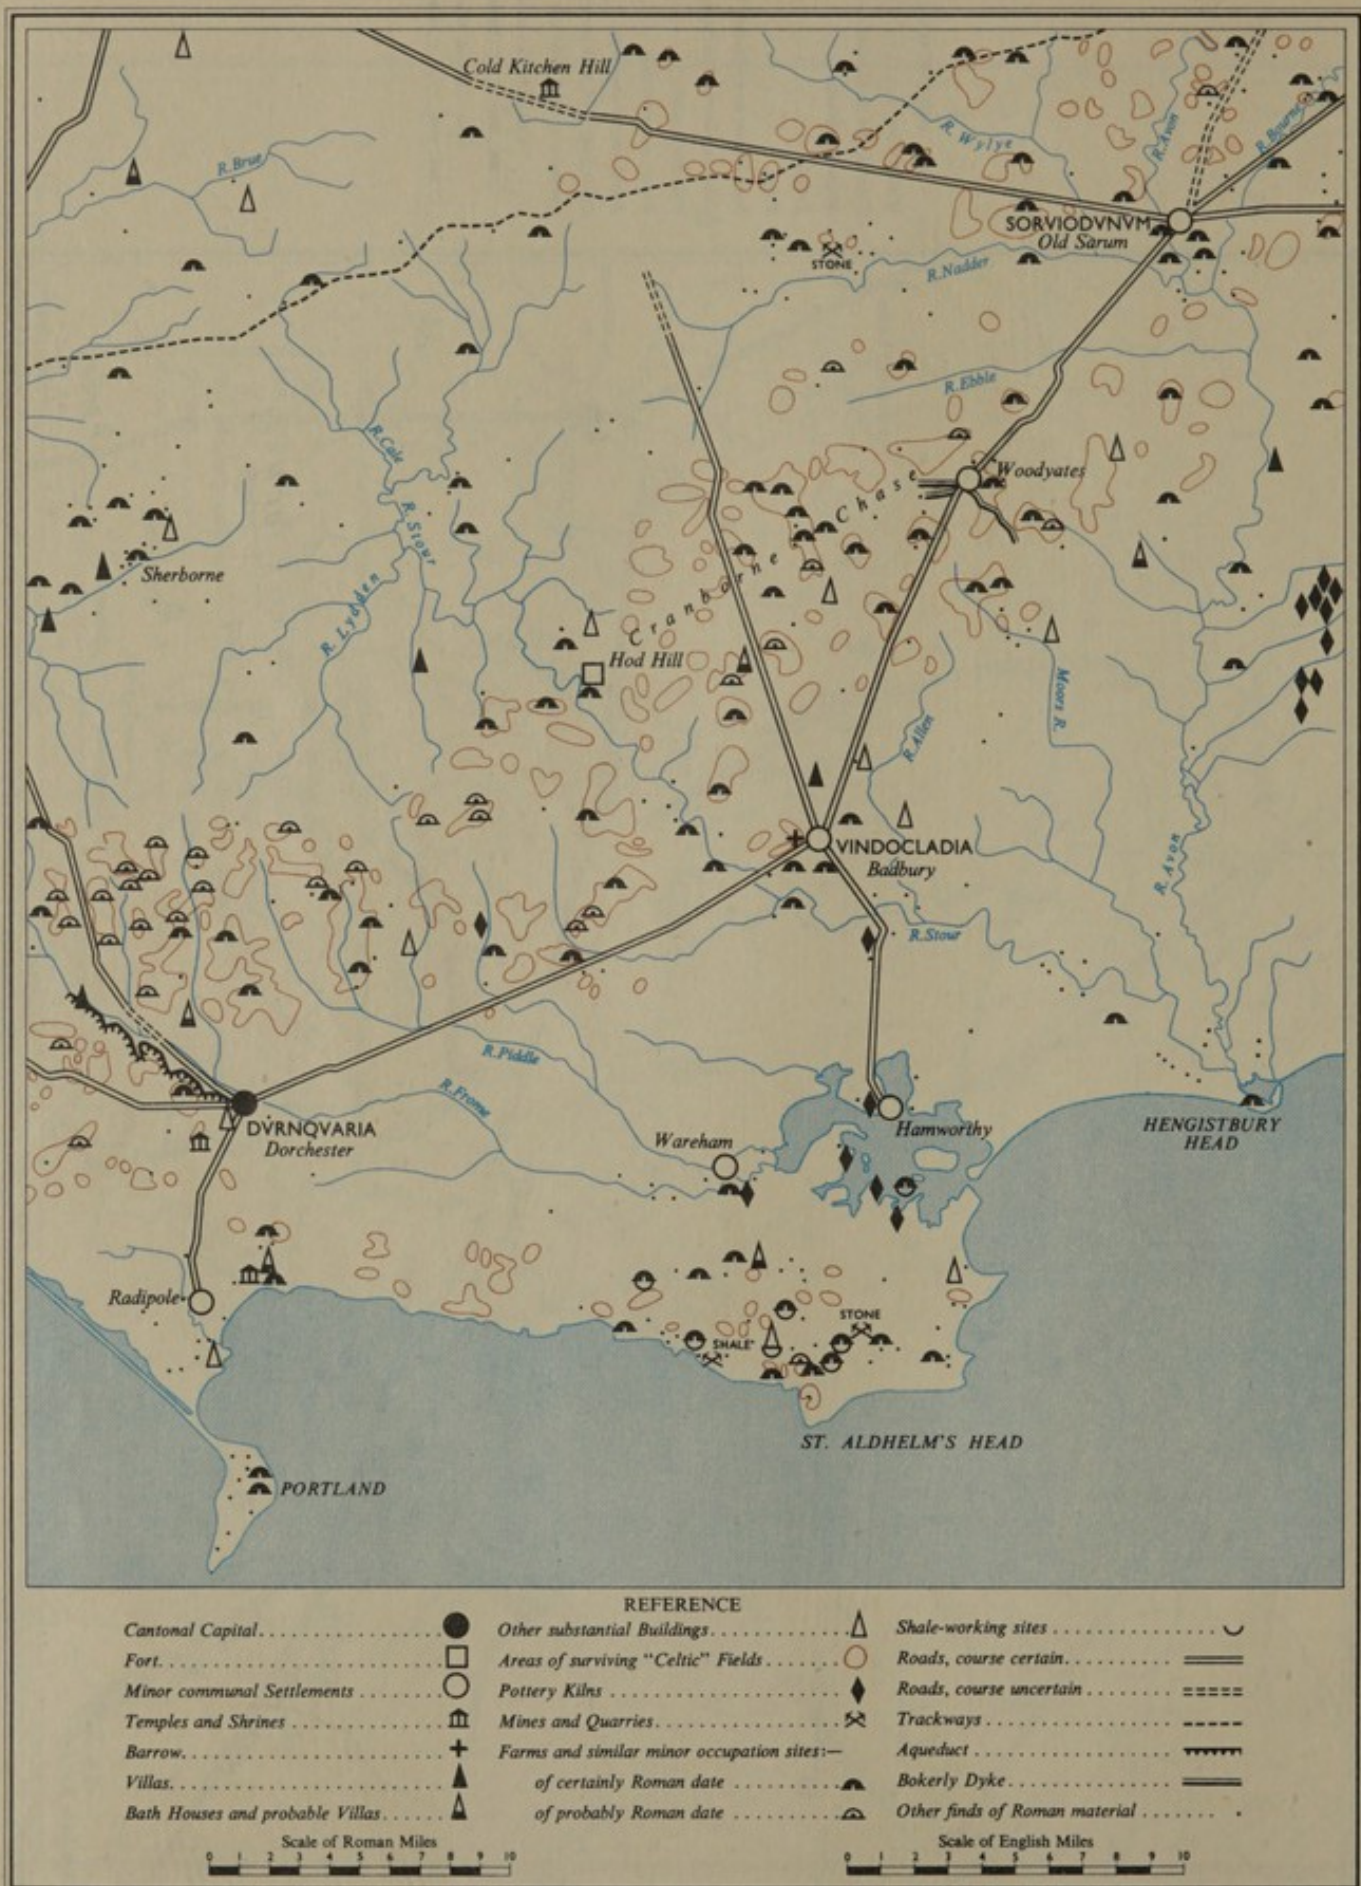 Cold Kitchen Hill
R. Wylye
R. Avon
R. Bourne
R. Brue
SORVIODVNVM
Old Sarum
STONE
R. Nadder
R. Ebble
R. Cale
Woodyates
Cranborne Chase
R. Stour
Sherborne
R. Lydden
Hod Hill
Moors R.
R. Allen
VINDOCLADIA
Badbury
R. Avon
R. Stour
R. Piddle
R. Frome
DVRNQVARIA
Dorchester
Wareham
Hamworthy
HENGISTBURY
HEAD
Radipole
STONE
SHALE
ST. ALDHELM'S HEAD
PORTLAND
REFERENCE
Cantonal Capital
Fort
Minor communal Settlements
Temples and Shrines
Barrow
Villas
Bath Houses and probable Villas
Other substantial Buildings
Areas of surviving "Celtic" Fields
Pottery Kilns
Mines and Quarries
Farms and similar minor occupation sites:—
of certainly Roman date
of probably Roman date
Shale-working sites
Roads, course certain
Roads, course uncertain
Trackways
Aqueduct
Bokerly Dyke
Other finds of Roman material
Scale of Roman Miles
0 1 2 3 4 5 6 7 8 9 10
Scale of English Miles
0 1 2 3 4 5 6 7 8 9 10